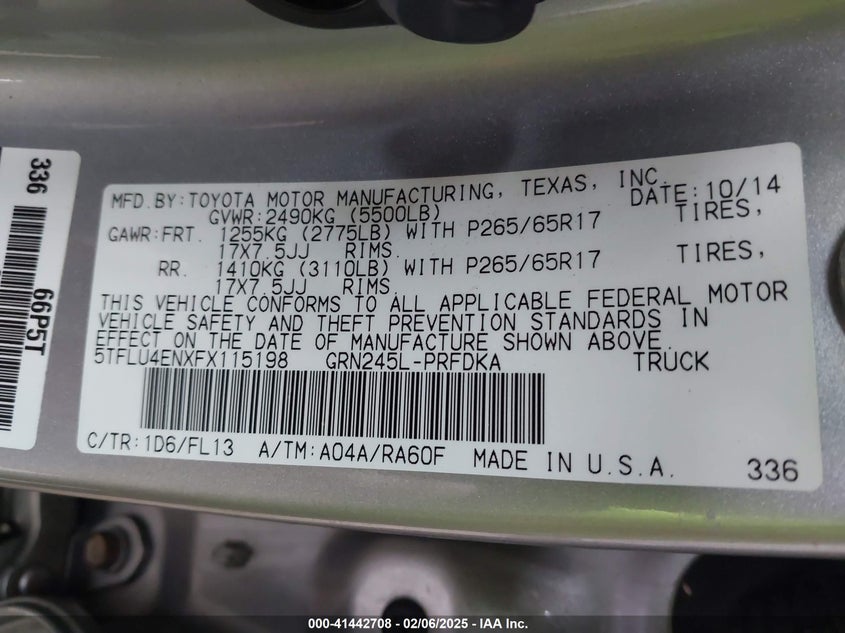 336
66P5T
MFD.BY:TOYOTA MOTOR MANUFACTURING, TEXAS, INC.
GVWR:2490KG (5500LB) DATE:10/14
GAWR:FRT. 1255KG (2775LB) WITH P265/65R17 TIRES,
17X7.5JJ RIMS.
RR. 1410KG (3110LB) WITH P265/65R17 TIRES,
17X7.5JJ RIMS.
THIS VEHICLE CONFORMS TO ALL APPLICABLE FEDERAL MOTOR
VEHICLE SAFETY AND THEFT PREVENTION STANDARDS IN
EFFECT ON THE DATE OF MANUFACTURE SHOWN ABOVE.
5TFLU4ENXFX115198 GRN245L-PRFDKA TRUCK
C/TR:1D6/FL13 A/TM:A04A/RA60F MADE IN U.S.A. 336
000-41442708 - 02/06/2025 - IAA Inc.